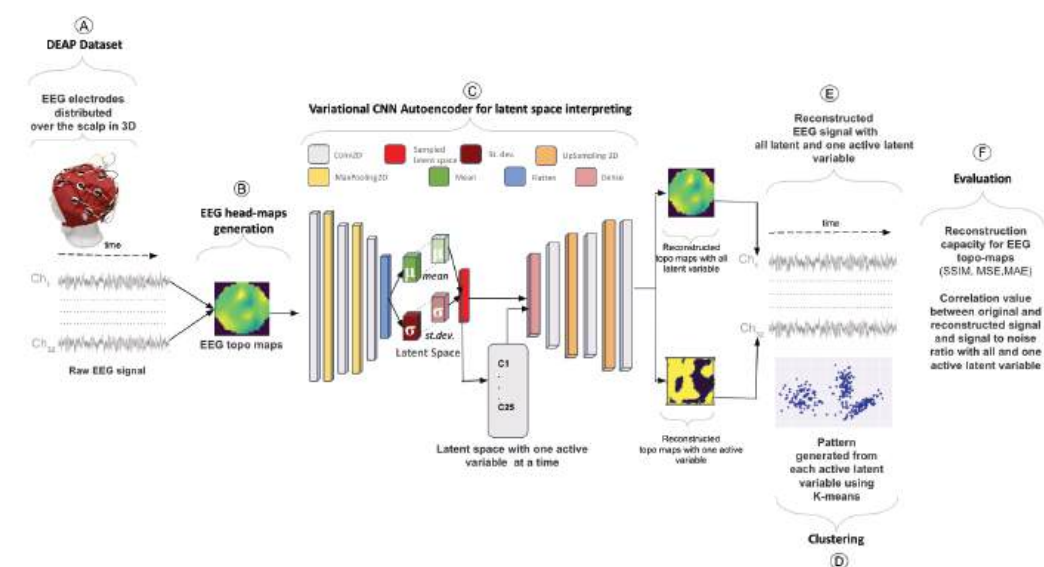 A
DEAP Dataset
EEG electrodes
distributed
over the scalp in 3D
time
Ch1
Ch32
Raw EEG signal
B
EEG head-maps
generation
EEG topo maps
C
Variational CNN Autoencoder for latent space interpreting
Conv2D
Sampled
latent space
St. dev.
UpSampling 2D
MaxPooling2D
Mean
Flatten
Dense
μ
μ
mean
σ
σ
st.dev.
Latent Space
C1
.
.
.
C25
Latent space with one active
variable at a time
Reconstructed
topo maps with all
latent variable
Reconstructed
topo maps with one active
variable
E
Reconstructed
EEG signal with
all latent and one active latent
variable
time
Ch1
Ch32
Pattern
generated from
each active latent
variable using
K-means
Clustering
D
F
Evaluation
Reconstruction
capacity for EEG
topo-maps
(SSIM, MSE,MAE)
Correlation value
between original and
reconstructed signal
and signal to noise
ratio with all and one
active latent variable